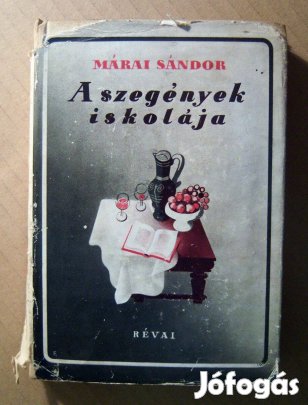 MÁRAI SÁNDOR
A szegények
iskolája
RÉVAI
Jófogás